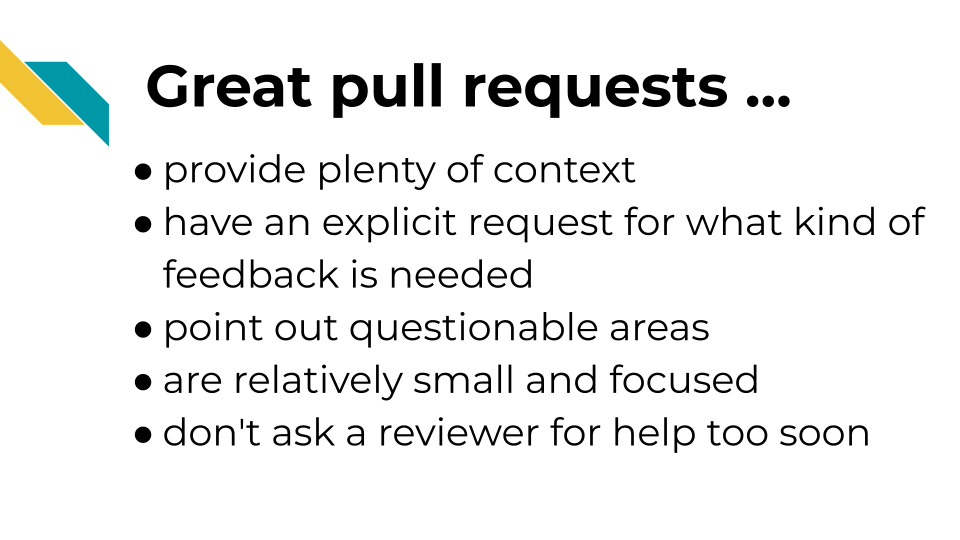 Great pull requests ...
● provide plenty of context
● have an explicit request for what kind of
feedback is needed
● point out questionable areas
● are relatively small and focused
● don't ask a reviewer for help too soon